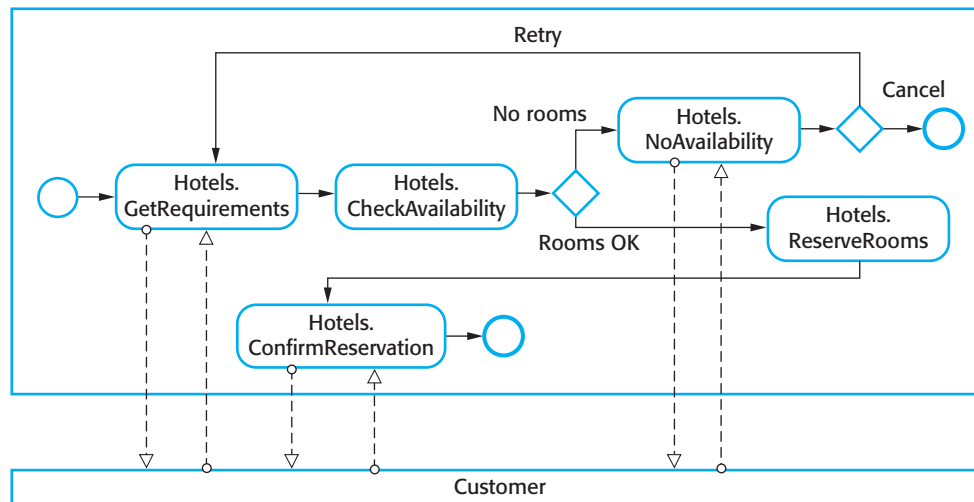 Retry
Cancel
No rooms
Hotels.
NoAvailability
Hotels.
GetRequirements
Hotels.
CheckAvailability
Rooms OK
Hotels.
ReserveRooms
Hotels.
ConfirmReservation
Customer